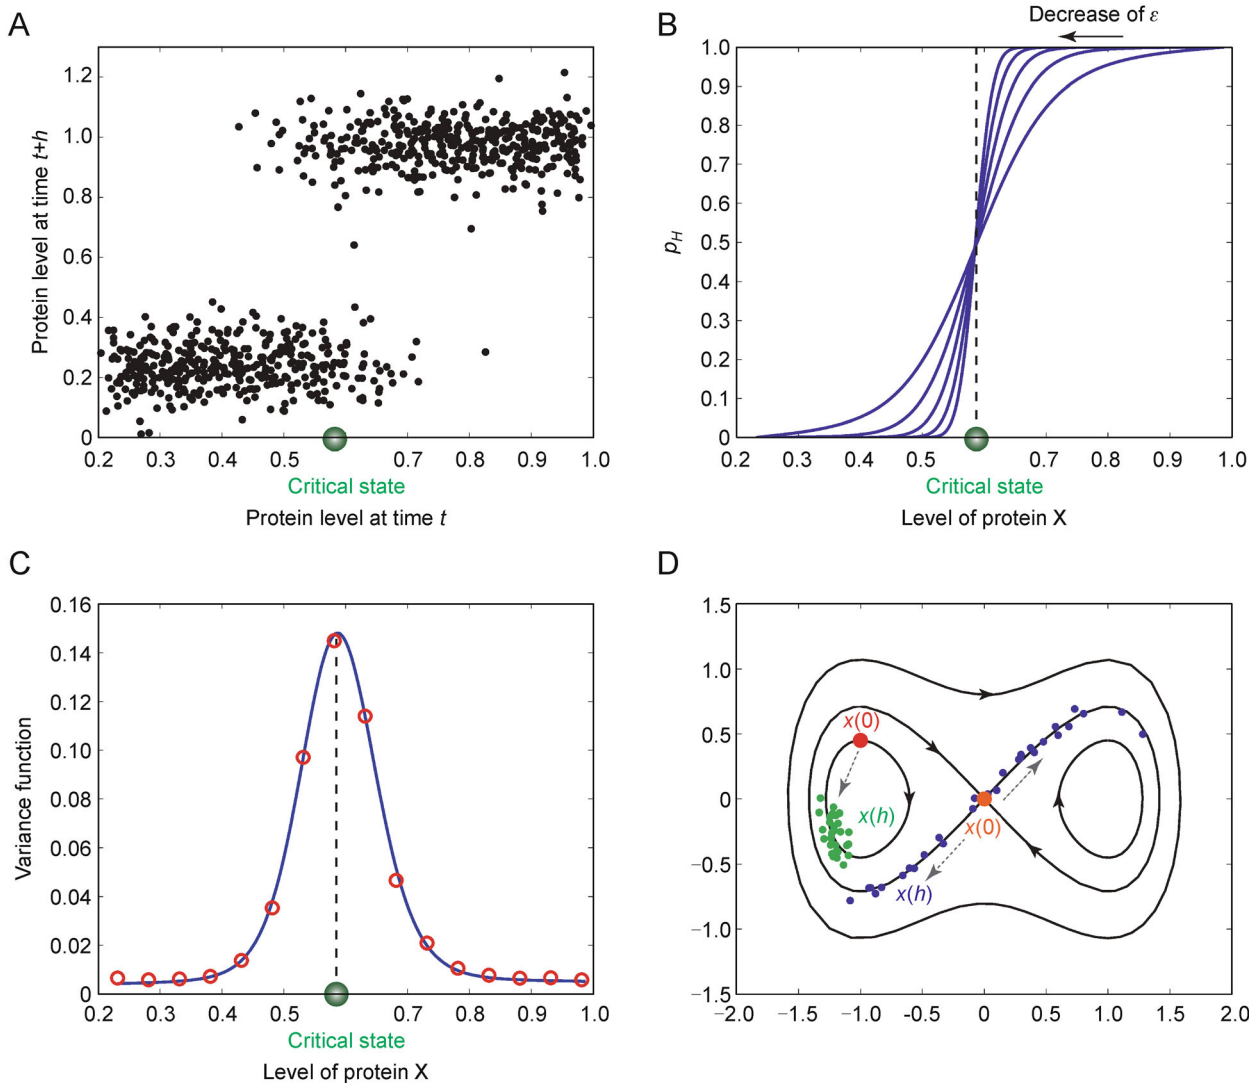 A
1.2
1.0
0.8
0.6
0.4
0.2
0
Protein level at time t+h
0.2 0.3 0.4 0.5 0.7 0.8 0.9 1.0
Critical state
Protein level at time t
B
Decrease of ε
1.0
0.9
0.8
0.7
0.6
0.5
0.4
0.3
0.2
0.1
0
pH
0.2 0.3 0.4 0.5 0.7 0.8 0.9 1.0
Critical state
Level of protein X
C
0.16
0.14
0.12
0.10
0.08
0.06
0.04
0.02
0
Variance function
0.2 0.3 0.4 0.5 0.7 0.8 0.9 1.0
Critical state
Level of protein X
D
1.5
1.0
0.5
0
−0.5
−1.0
−1.5
x(0)
x(h)
x(0)
x(h)
−2.0 −1.5 −1.0 -0.5 0 0.5 1.0 1.5 2.0